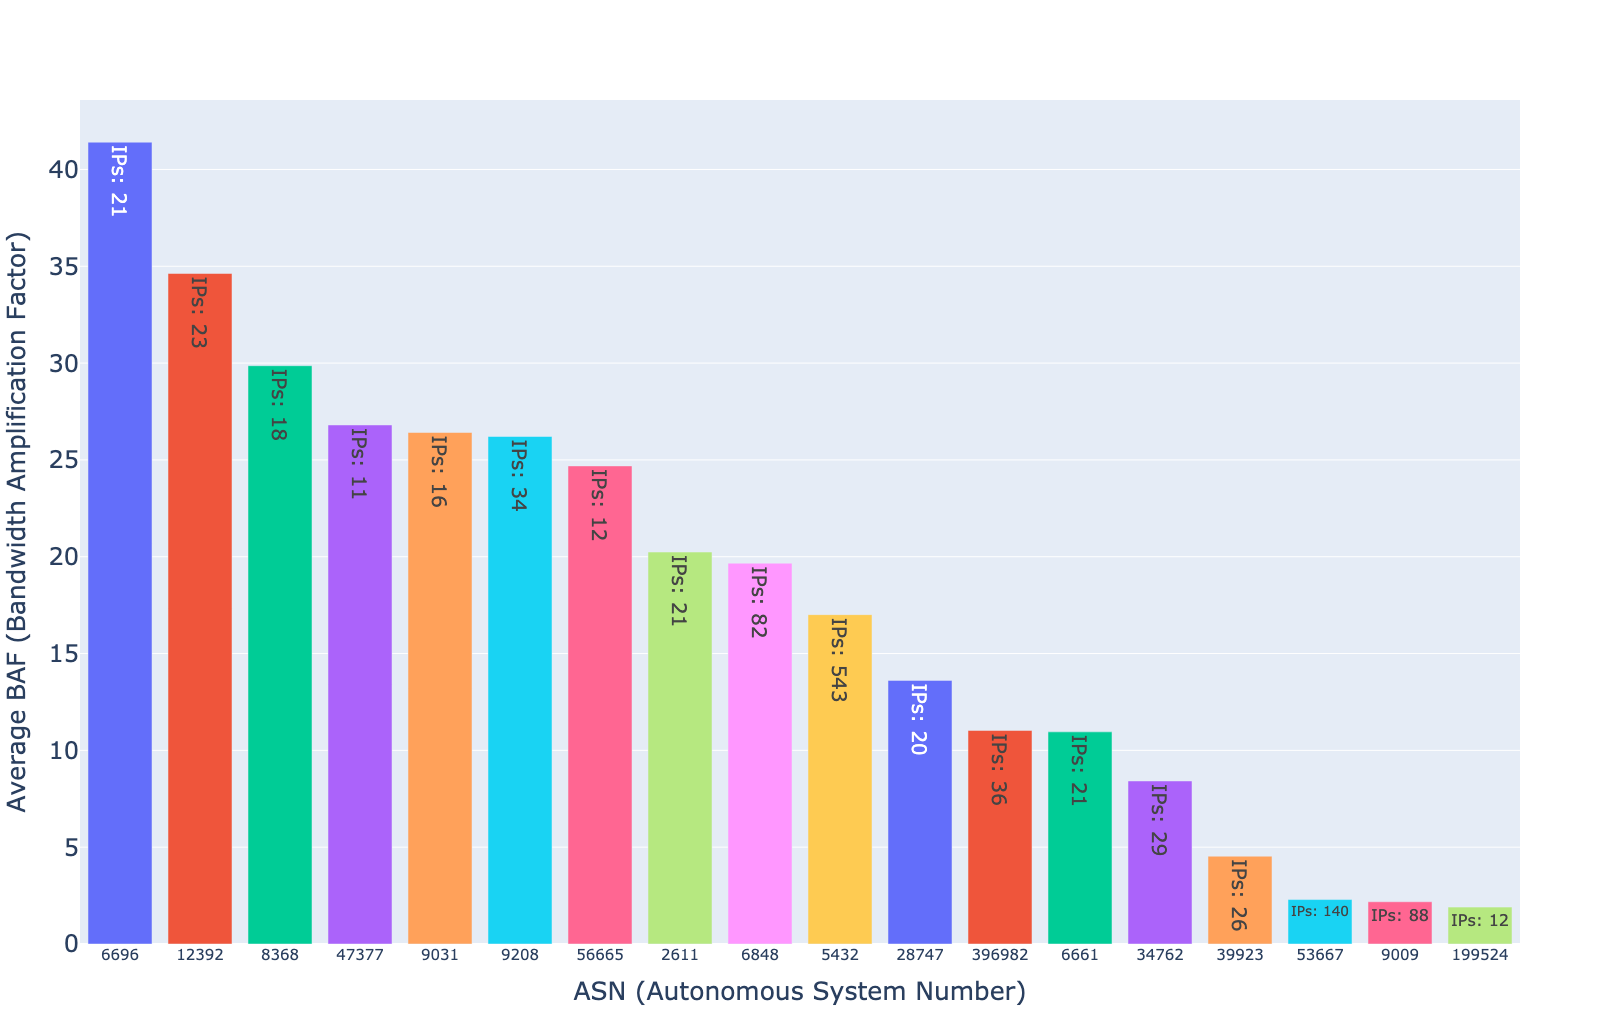 Average BAF (Bandwidth Amplification Factor)
40
35
30
25
20
15
10
5
0
IPs: 21
IPs: 23
IPs: 18
IPs: 11
IPs: 16
IPs: 34
IPs: 12
IPs: 21
IPs: 82
IPs: 543
IPs: 20
IPs: 36
IPs: 21
IPs: 29
IPs: 26
IPs: 140
IPs: 88
IPs: 12
6696 12392 8368 47377 9031 9208 56665 2611 6848 5432 28747 396982 6661 34762 39923 53667 9009 199524
ASN (Autonomous System Number)